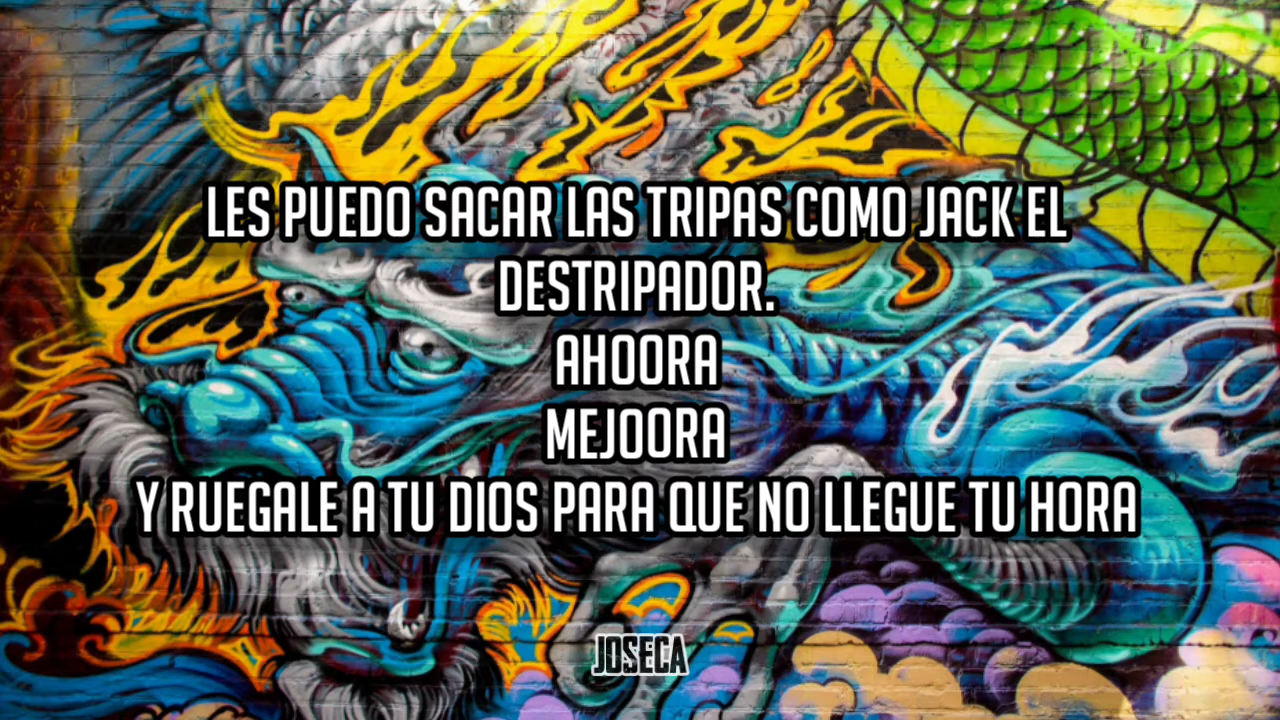 LES PUEDO SACAR LAS TRIPAS COMO JACK EL
DESTRIPADOR.
AHOORA
MEJOORA
Y RUEGALE A TU DIOS PARA QUE NO LLEGUE TU HORA
JOSECA